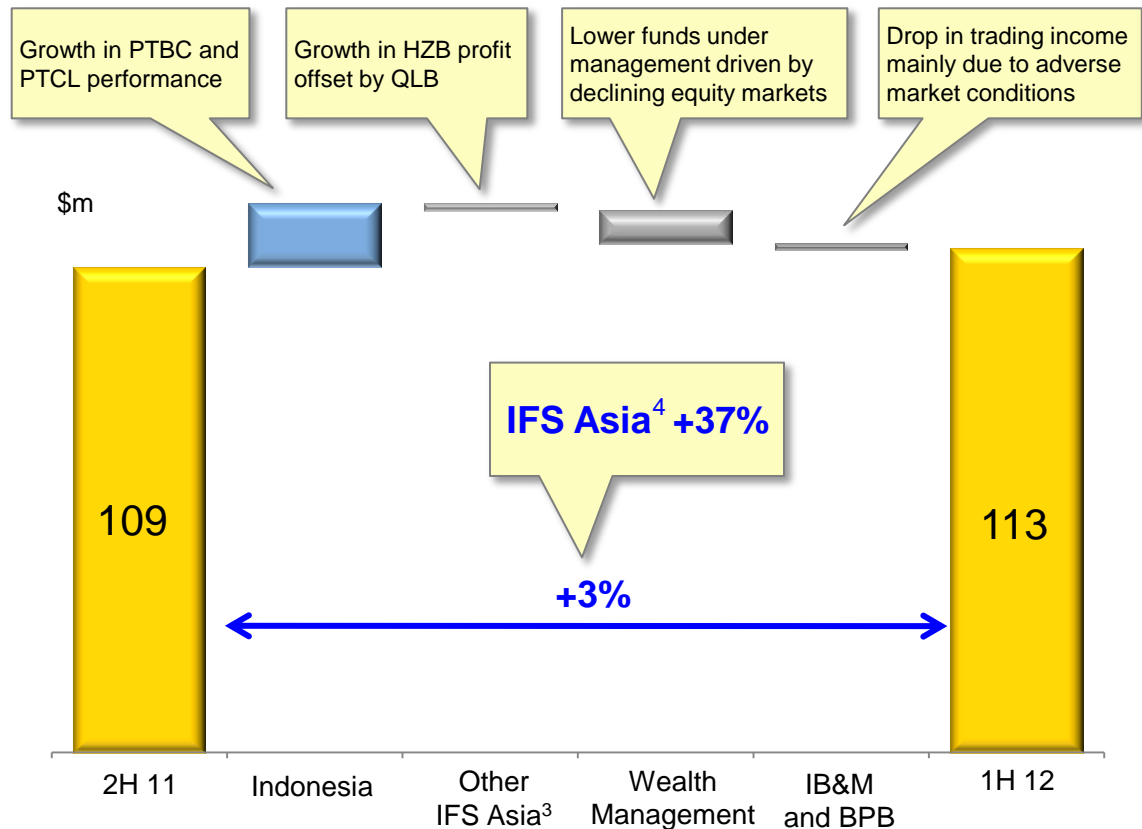 Growth in PTBC and
PTCL performance
Growth in HZB profit
offset by QLB
Lower funds under
management driven by
declining equity markets
Drop in trading income
mainly due to adverse
market conditions
$m
IFS Asia⁴ +37%
109
113
+3%
2H 11
Indonesia
Other
IFS Asia³
Wealth
Management
IB&M
and BPB
1H 12